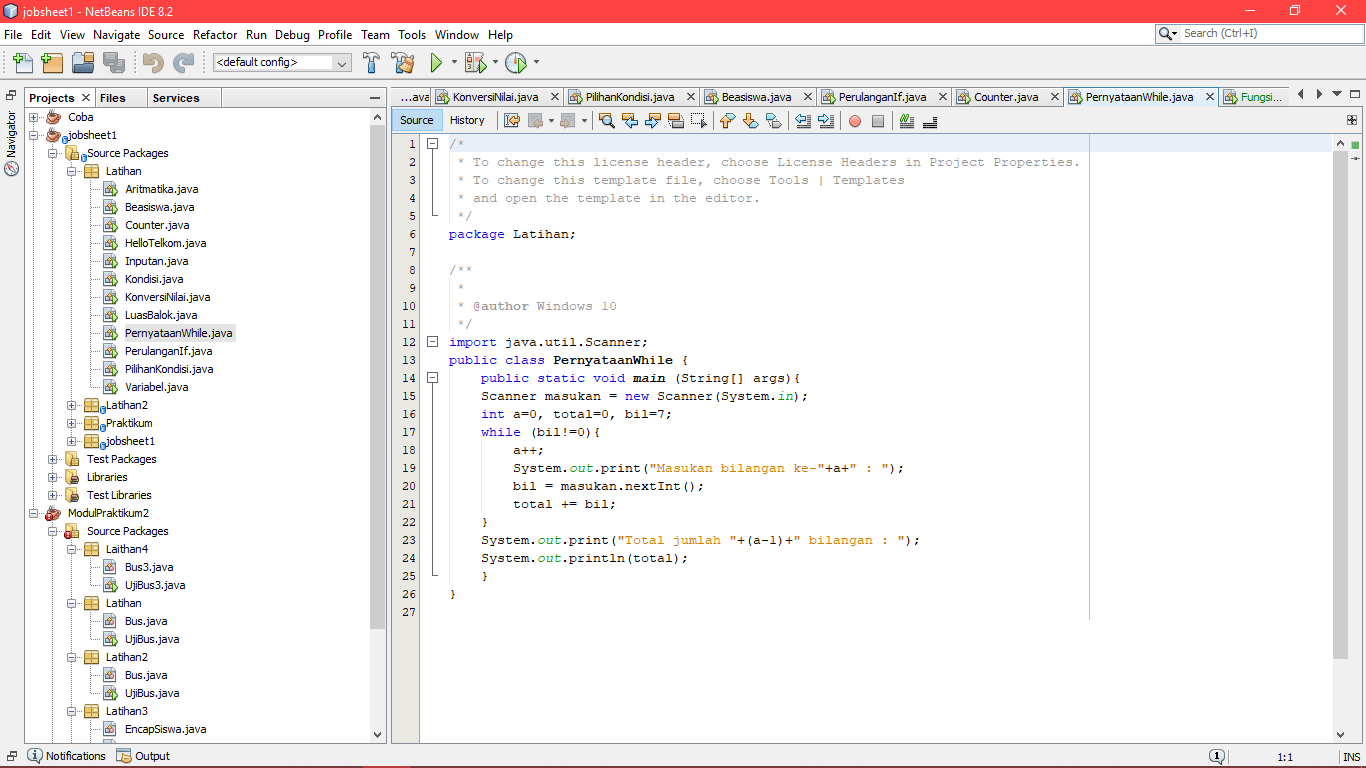 jobsheet1 - NetBeans IDE 8.2
File Edit View Navigate Source Refactor Run Debug Profile Team Tools Window Help
Search (Ctrl+I)
<default config>
Navigator
Projects Files Services
Coba
jobsheet1
Source Packages
Latihan
Aritmatika.java
Beasiswa.java
Counter.java
HelloTelkom.java
Inputan.java
Kondisi.java
KonversiNilai.java
LuasBalok.java
PernyataanWhile.java
PerulanganIf.java
PilihanKondisi.java
Variabel.java
Latihan2
Praktikum
jobsheet1
Test Packages
Libraries
Test Libraries
ModulPraktikum2
Source Packages
Laithan4
Bus3.java
UjiBus3.java
Latihan
Bus.java
UjiBus.java
Latihan2
Bus.java
UjiBus.java
Latihan3
EncapSiswa.java
...ava KonversiNilai.java PilihanKondisi.java Beasiswa.java PerulanganIf.java Counter.java PernyataanWhile.java Fungsi...
Source History
1 /*
2 * To change this license header, choose License Headers in Project Properties.
3 * To change this template file, choose Tools | Templates
4 * and open the template in the editor.
5 */
6 package Latihan;
7
8 /**
9 *
10 * @author Windows 10
11 */
12 import java.util.Scanner;
13 public class PernyataanWhile {
14 public static void main (String[] args){
15 Scanner masukan = new Scanner(System.in);
16 int a=0, total=0, bil=7;
17 while (bil!=0){
18 a++;
19 System.out.print("Masukan bilangan ke-"+a+" : ");
20 bil = masukan.nextInt();
21 total += bil;
22 }
23 System.out.print("Total jumlah "+(a-1)+" bilangan : ");
24 System.out.println(total);
25 }
26 }
27
Notifications Output
1 1:1 INS